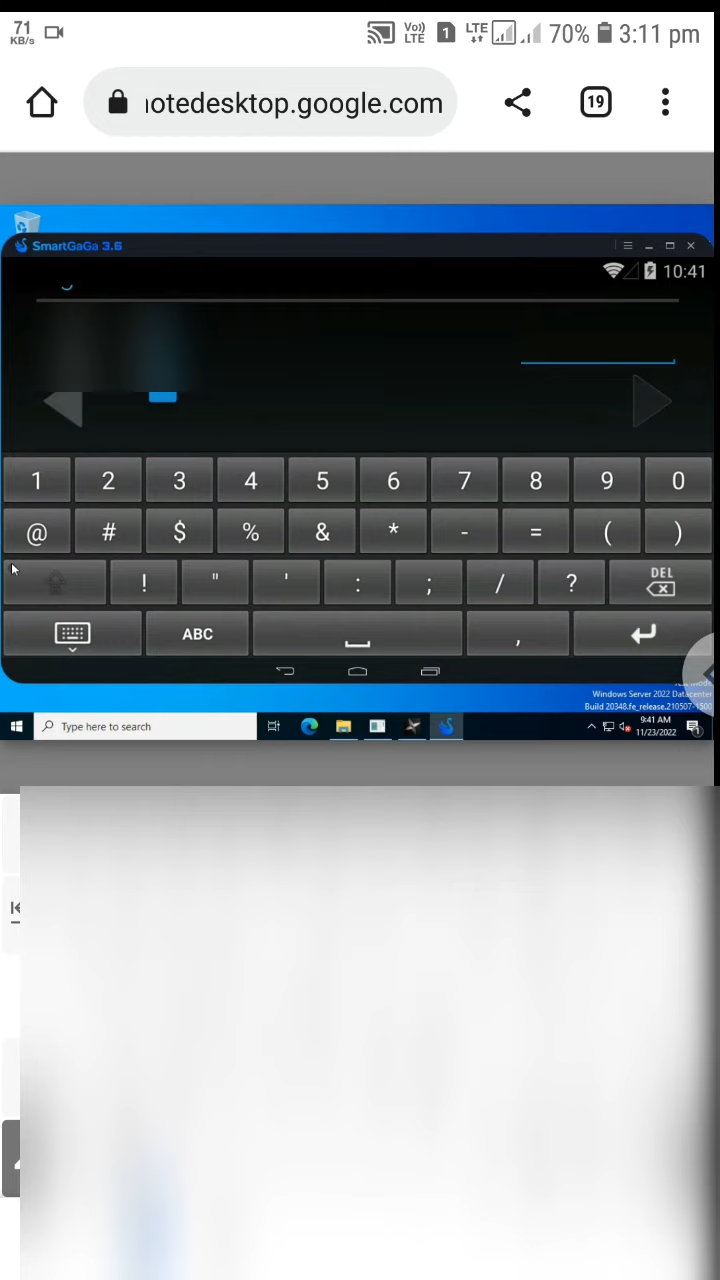 71 KB/s Vo)) LTE 1 LTE 70% 3:11 pm
notedesktop.google.com 19
SmartGaGa 3.6
10:41
1 2 3 4 5 6 7 8 9 0
@ # $ % & * - = ( )
! " ' : ; / ? DEL
ABC ,
Windows Server 2022 Datacenter
Build 20348.fe_release.210507-1500
Type here to search 9:41 AM
11/23/2022 1